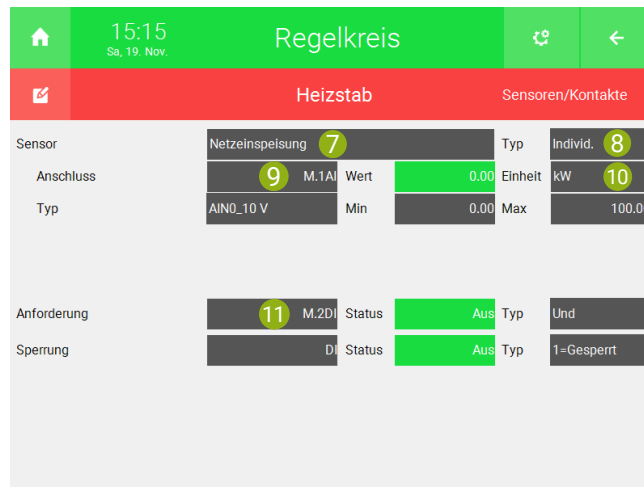 15:15
Sa, 19. Nov.
Regelkreis
Heizstab
Sensoren/Kontakte
Sensor Netzeinspeisung 7 Typ Individ. 8
Anschluss 9 M.1AI Wert 0.00 Einheit kW 10
Typ AIN0_10 V Min 0.00 Max 100.0
Anforderung 11 M.2DI Status Aus Typ Und
Sperrung DI Status Aus Typ 1=Gesperrt